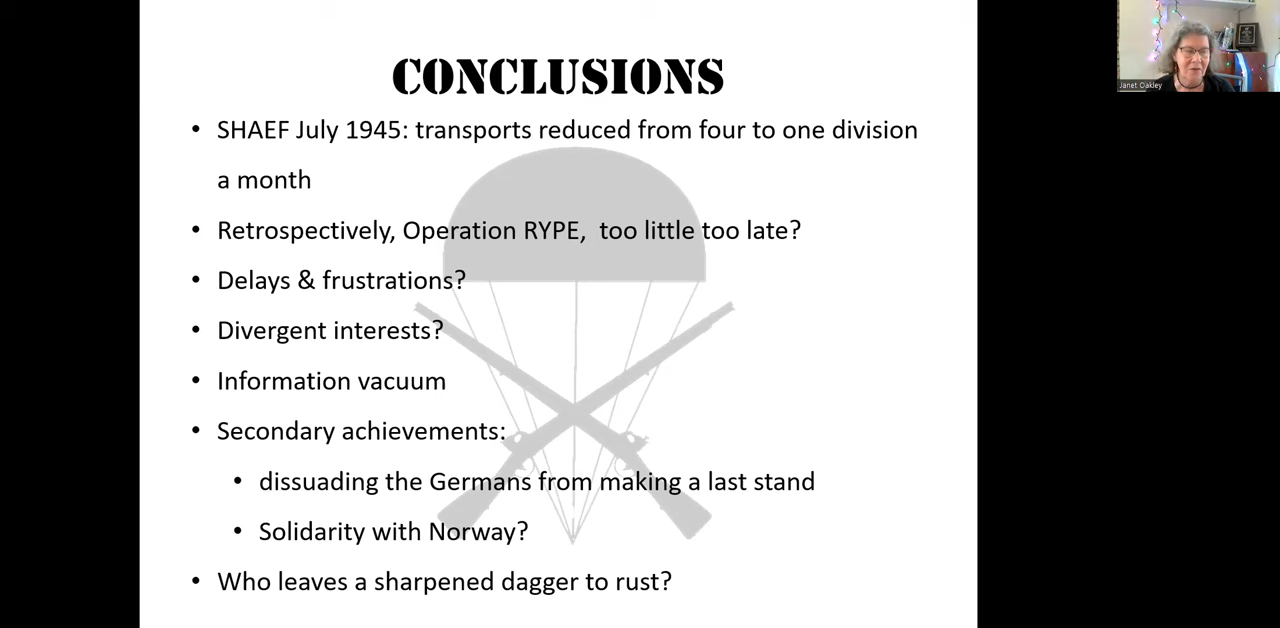 CONCLUSIONS
• SHAEF July 1945: transports reduced from four to one division
a month
• Retrospectively, Operation RYPE, too little too late?
• Delays & frustrations?
• Divergent interests?
• Information vacuum
• Secondary achievements:
• dissuading the Germans from making a last stand
• Solidarity with Norway?
• Who leaves a sharpened dagger to rust?
Janet Oakley